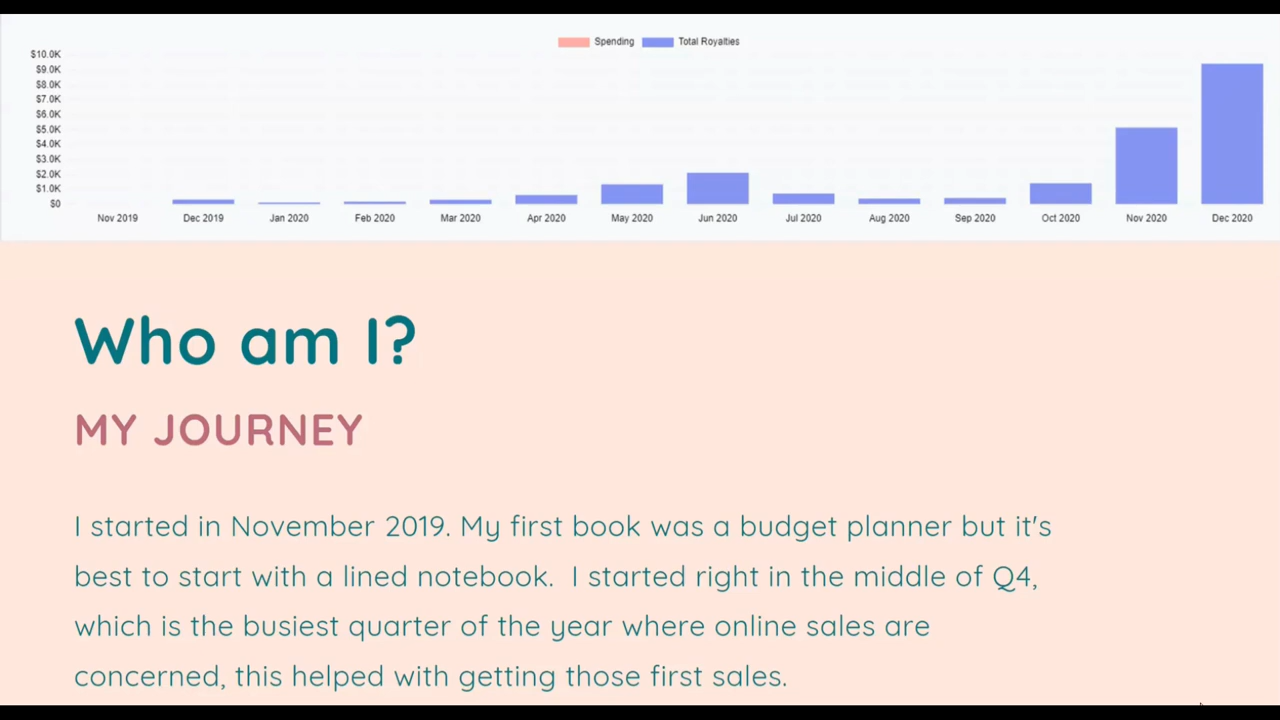 Spending Total Royalties
$10.0K
$9.0K
$8.0K
$7.0K
$6.0K
$5.0K
$4.0K
$3.0K
$2.0K
$1.0K
$0
Nov 2019 Dec 2019 Jan 2020 Feb 2020 Mar 2020 Apr 2020 May 2020 Jun 2020 Jul 2020 Aug 2020 Sep 2020 Oct 2020 Nov 2020 Dec 2020
Who am I?
MY JOURNEY
I started in November 2019. My first book was a budget planner but it's
best to start with a lined notebook.  I started right in the middle of Q4,
which is the busiest quarter of the year where online sales are
concerned, this helped with getting those first sales.